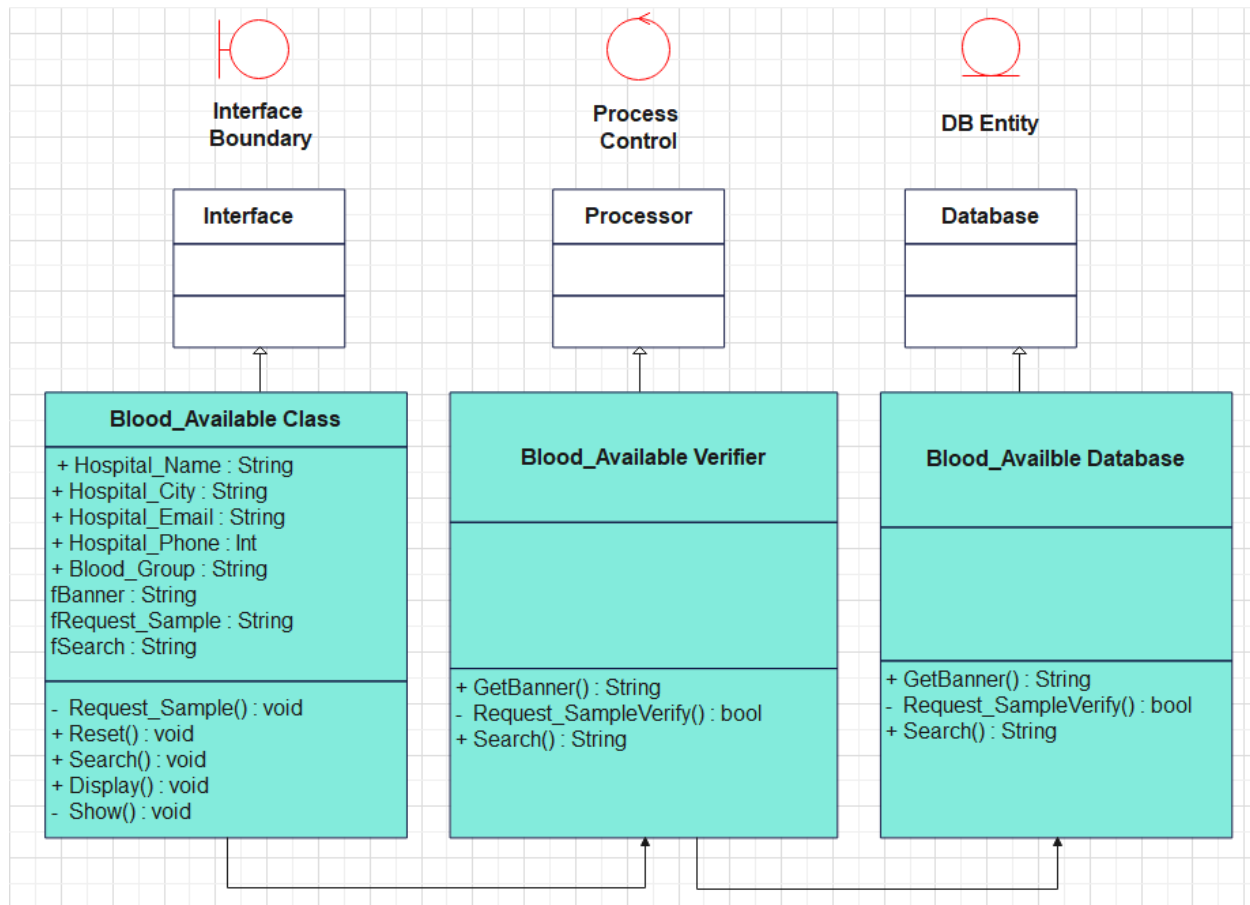 Interface
Boundary
Process
Control
DB Entity
Interface
Processor
Database
Blood_Available Class
+ Hospital_Name : String
+ Hospital_City : String
+ Hospital_Email : String
+ Hospital_Phone : Int
+ Blood_Group : String
fBanner : String
fRequest_Sample : String
fSearch : String
- Request_Sample() : void
+ Reset() : void
+ Search() : void
+ Display() : void
- Show() : void
Blood_Available Verifier
+ GetBanner() : String
- Request_SampleVerify() : bool
+ Search() : String
Blood_Availble Database
+ GetBanner() : String
- Request_SampleVerify() : bool
+ Search() : String